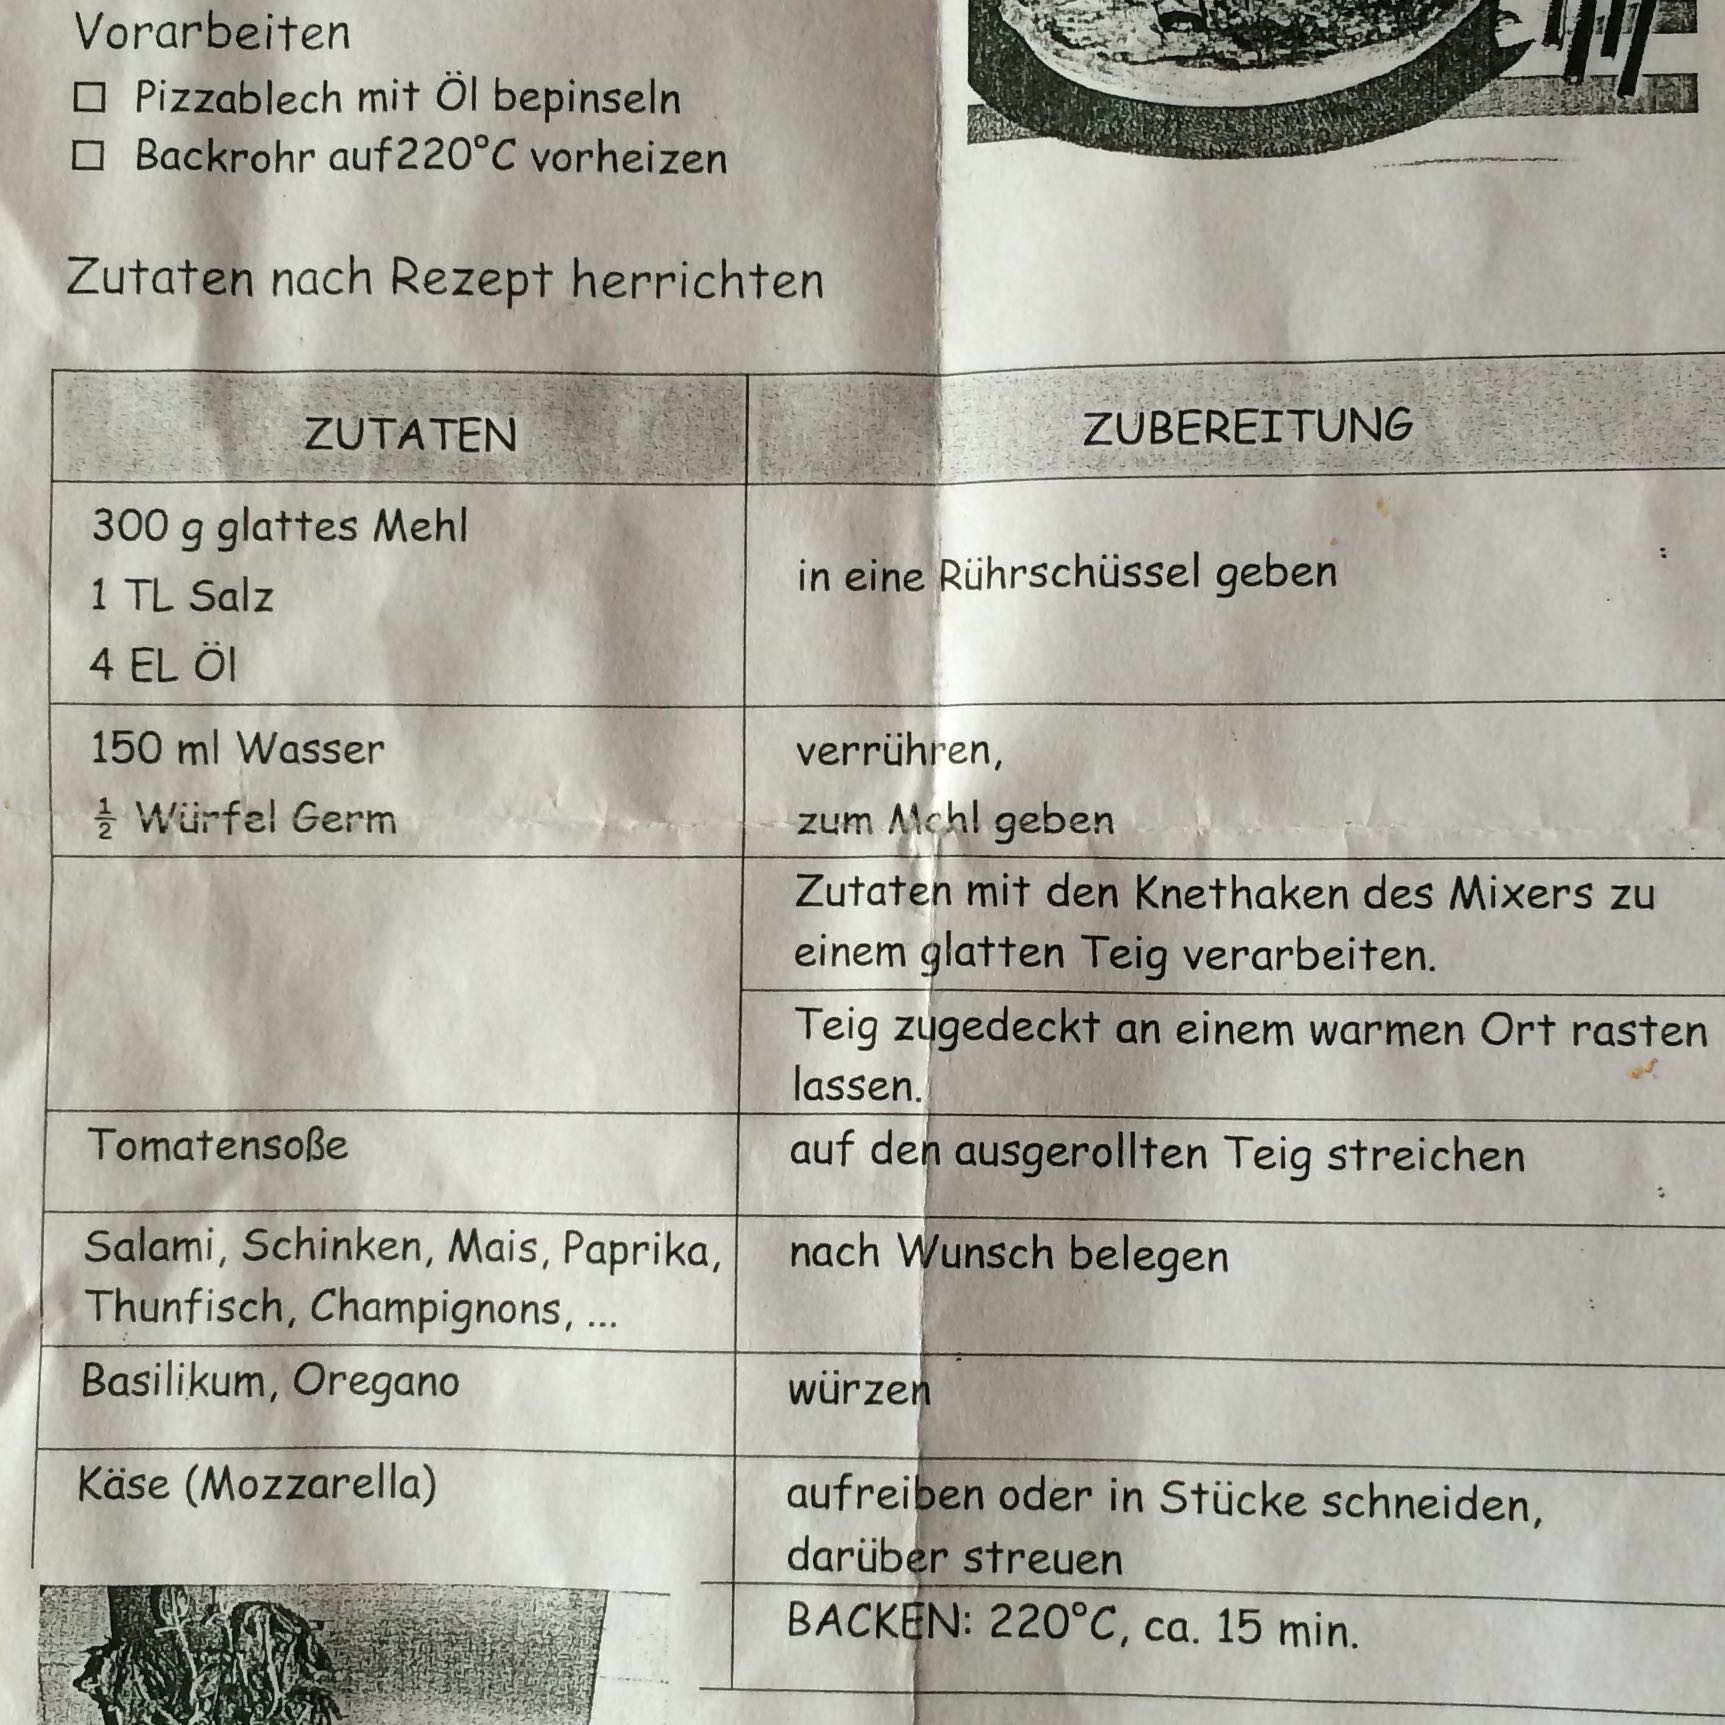 Vorarbeiten
☐ Pizzablech mit Öl bepinseln
☐ Backrohr auf220°C vorheizen
Zutaten nach Rezept herrichten
ZUTATEN
ZUBEREITUNG
300 g glattes Mehl
1 TL Salz
4 EL Öl
in eine Rührschüssel geben
150 ml Wasser
½ Würfel Germ
verrühren,
zum Mehl geben
Zutaten mit den Knethaken des Mixers zu
einem glatten Teig verarbeiten.
Teig zugedeckt an einem warmen Ort rasten
lassen.
Tomatensoße
auf den ausgerollten Teig streichen
Salami, Schinken, Mais, Paprika,
Thunfisch, Champignons, ...
nach Wunsch belegen
Basilikum, Oregano
würzen
Käse (Mozzarella)
aufreiben oder in Stücke schneiden,
darüber streuen
BACKEN: 220°C, ca. 15 min.